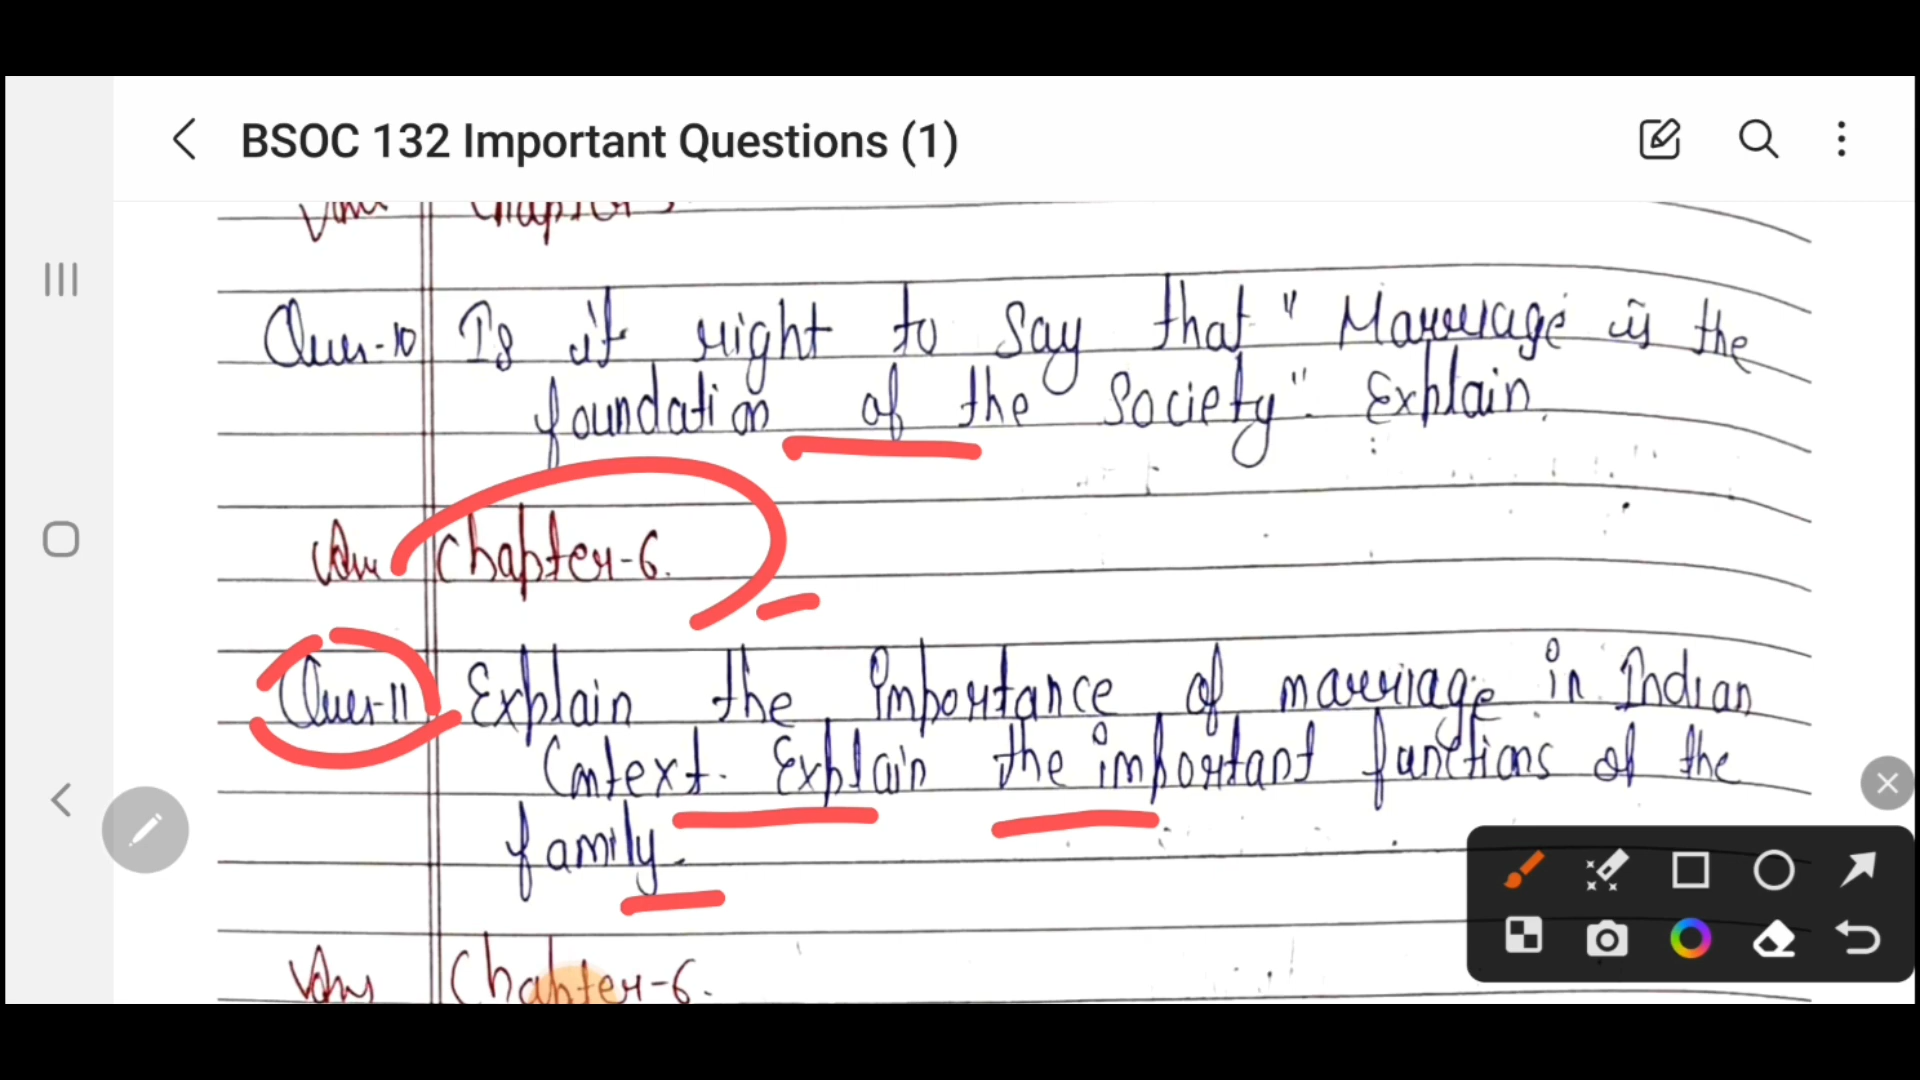 BSOC 132 Important Questions (1)
Ques-10 Is it right to say that "Marriage is the
foundation of the Society". Explain.
Ans Chapter-6.
Ques-11 Explain the importance of marriage in Indian
Context. Explain the important functions of the
family.
Ans Chapter-6.